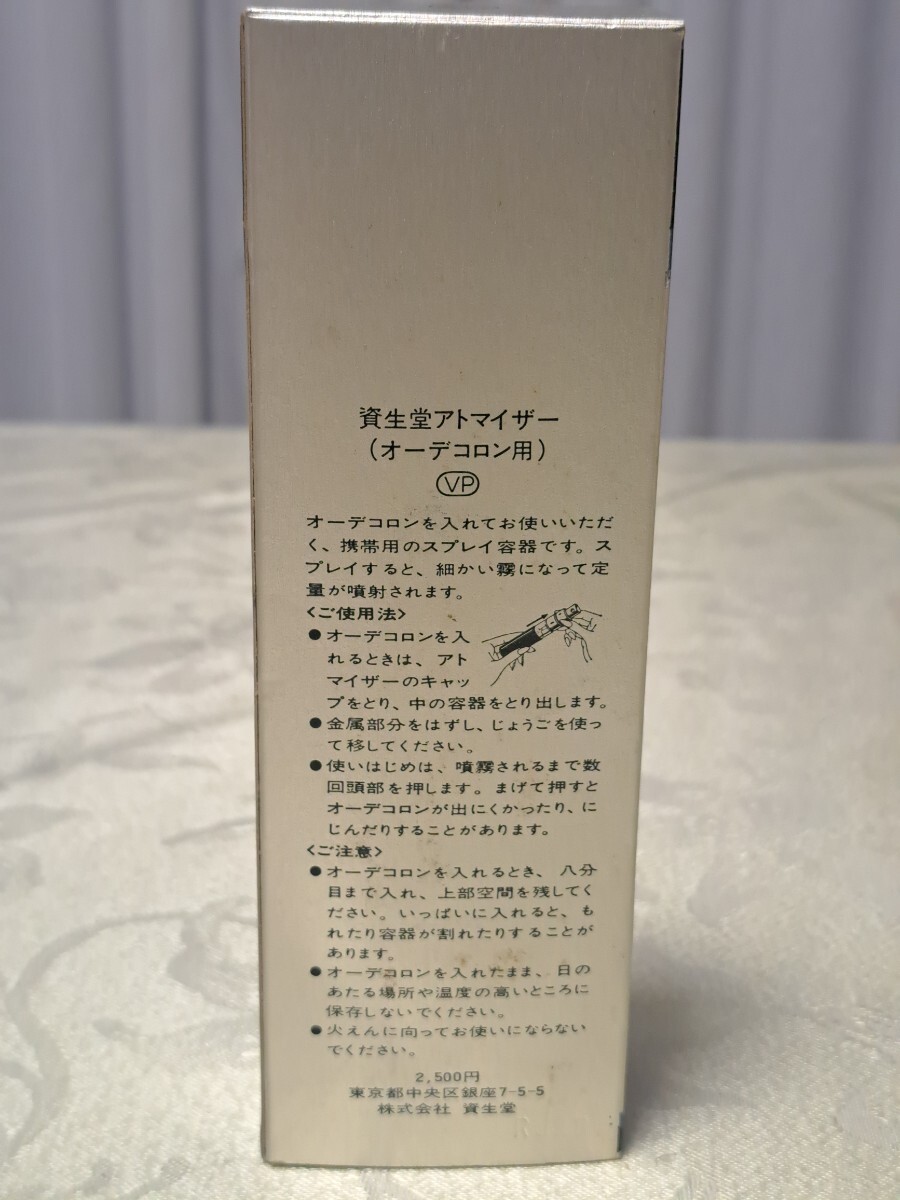 資生堂アトマイザー
(オーデコロン用)
VP
オーデコロンを入れてお使いいただ
く、携帯用のスプレイ容器です。ス
プレイすると、細かい霧になって定
量が噴射されます。
〈ご使用法〉
●オーデコロンを入
れるときは、アト
マイザーのキャッ
プをとり、中の容器をとり出します。
●金属部分をはずし、じょうごを使っ
て移してください。
●使いはじめは、噴霧されるまで数
回頭部を押します。まげて押すと
オーデコロンが出にくかったり、に
じんだりすることがあります。
〈ご注意〉
●オーデコロンを入れるとき、八分
目まで入れ、上部空間を残してく
ださい。いっぱいに入れると、も
れたり容器が割れたりすることが
あります。
●オーデコロンを入れたまま、日の
あたる場所や温度の高いところに
保存しないでください。
●火えんに向ってお使いにならない
でください。
2,500円
東京都中央区銀座7-5-5
株式会社 資生堂